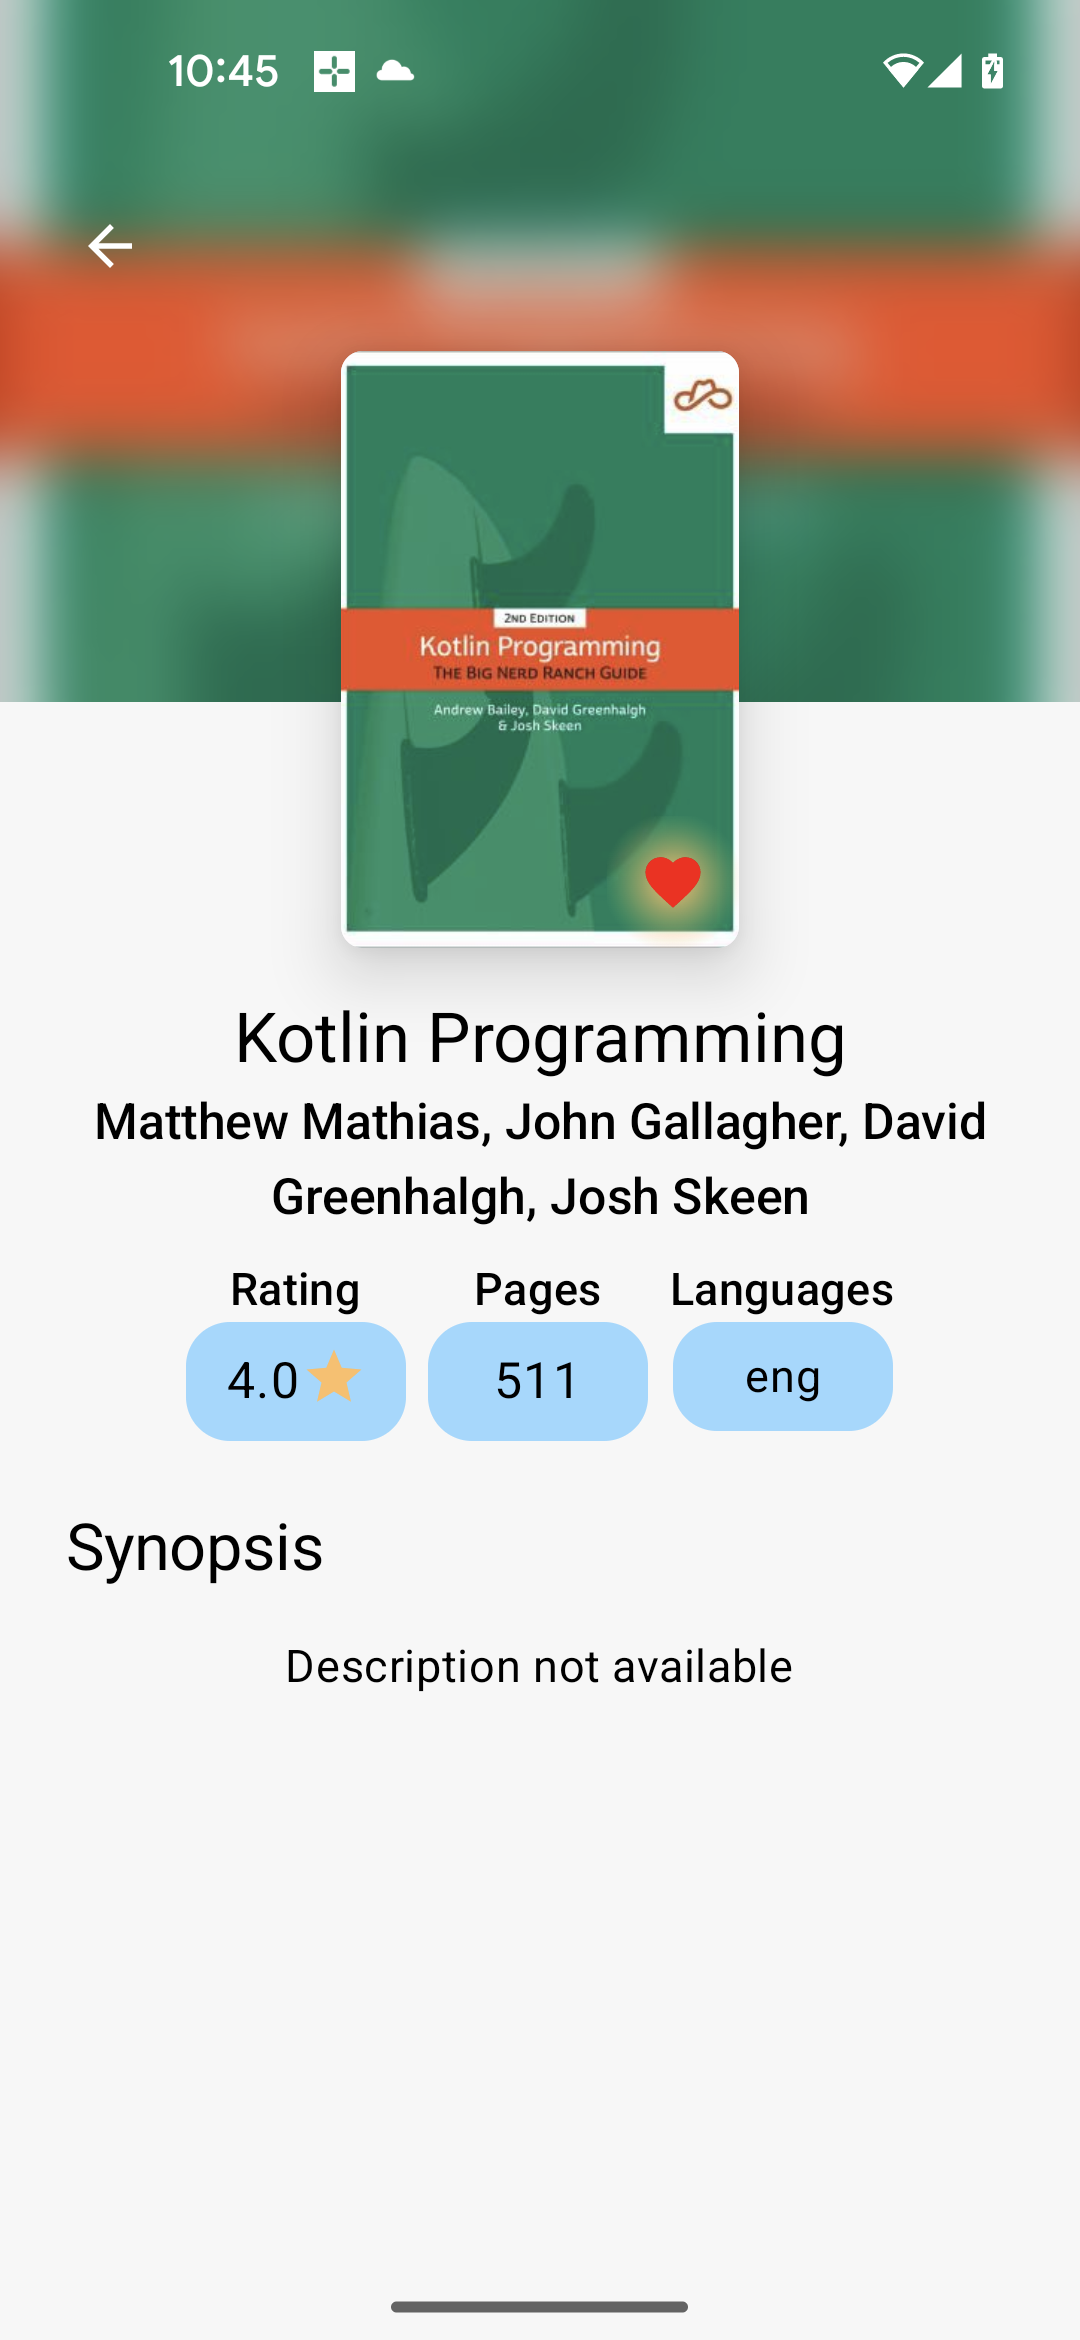 10:45
2ND EDITION
Kotlin Programming
THE BIG NERD RANCH GUIDE
Andrew Bailey, David Greenhalgh
& Josh Skeen
Kotlin Programming
Matthew Mathias, John Gallagher, David
Greenhalgh, Josh Skeen
Rating Pages Languages
4.0 511 eng
Synopsis
Description not available